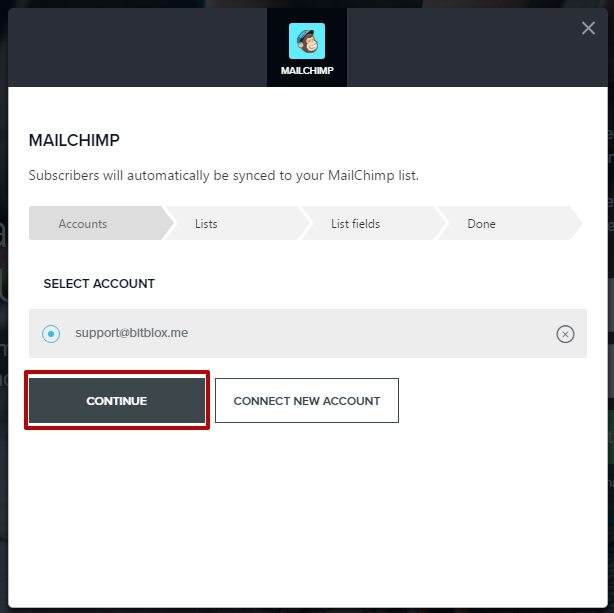 MAILCHIMP
MAILCHIMP
Subscribers will automatically be synced to your MailChimp list.
Accounts
Lists
List fields
Done
SELECT ACCOUNT
support@bitblox.me
CONTINUE
CONNECT NEW ACCOUNT